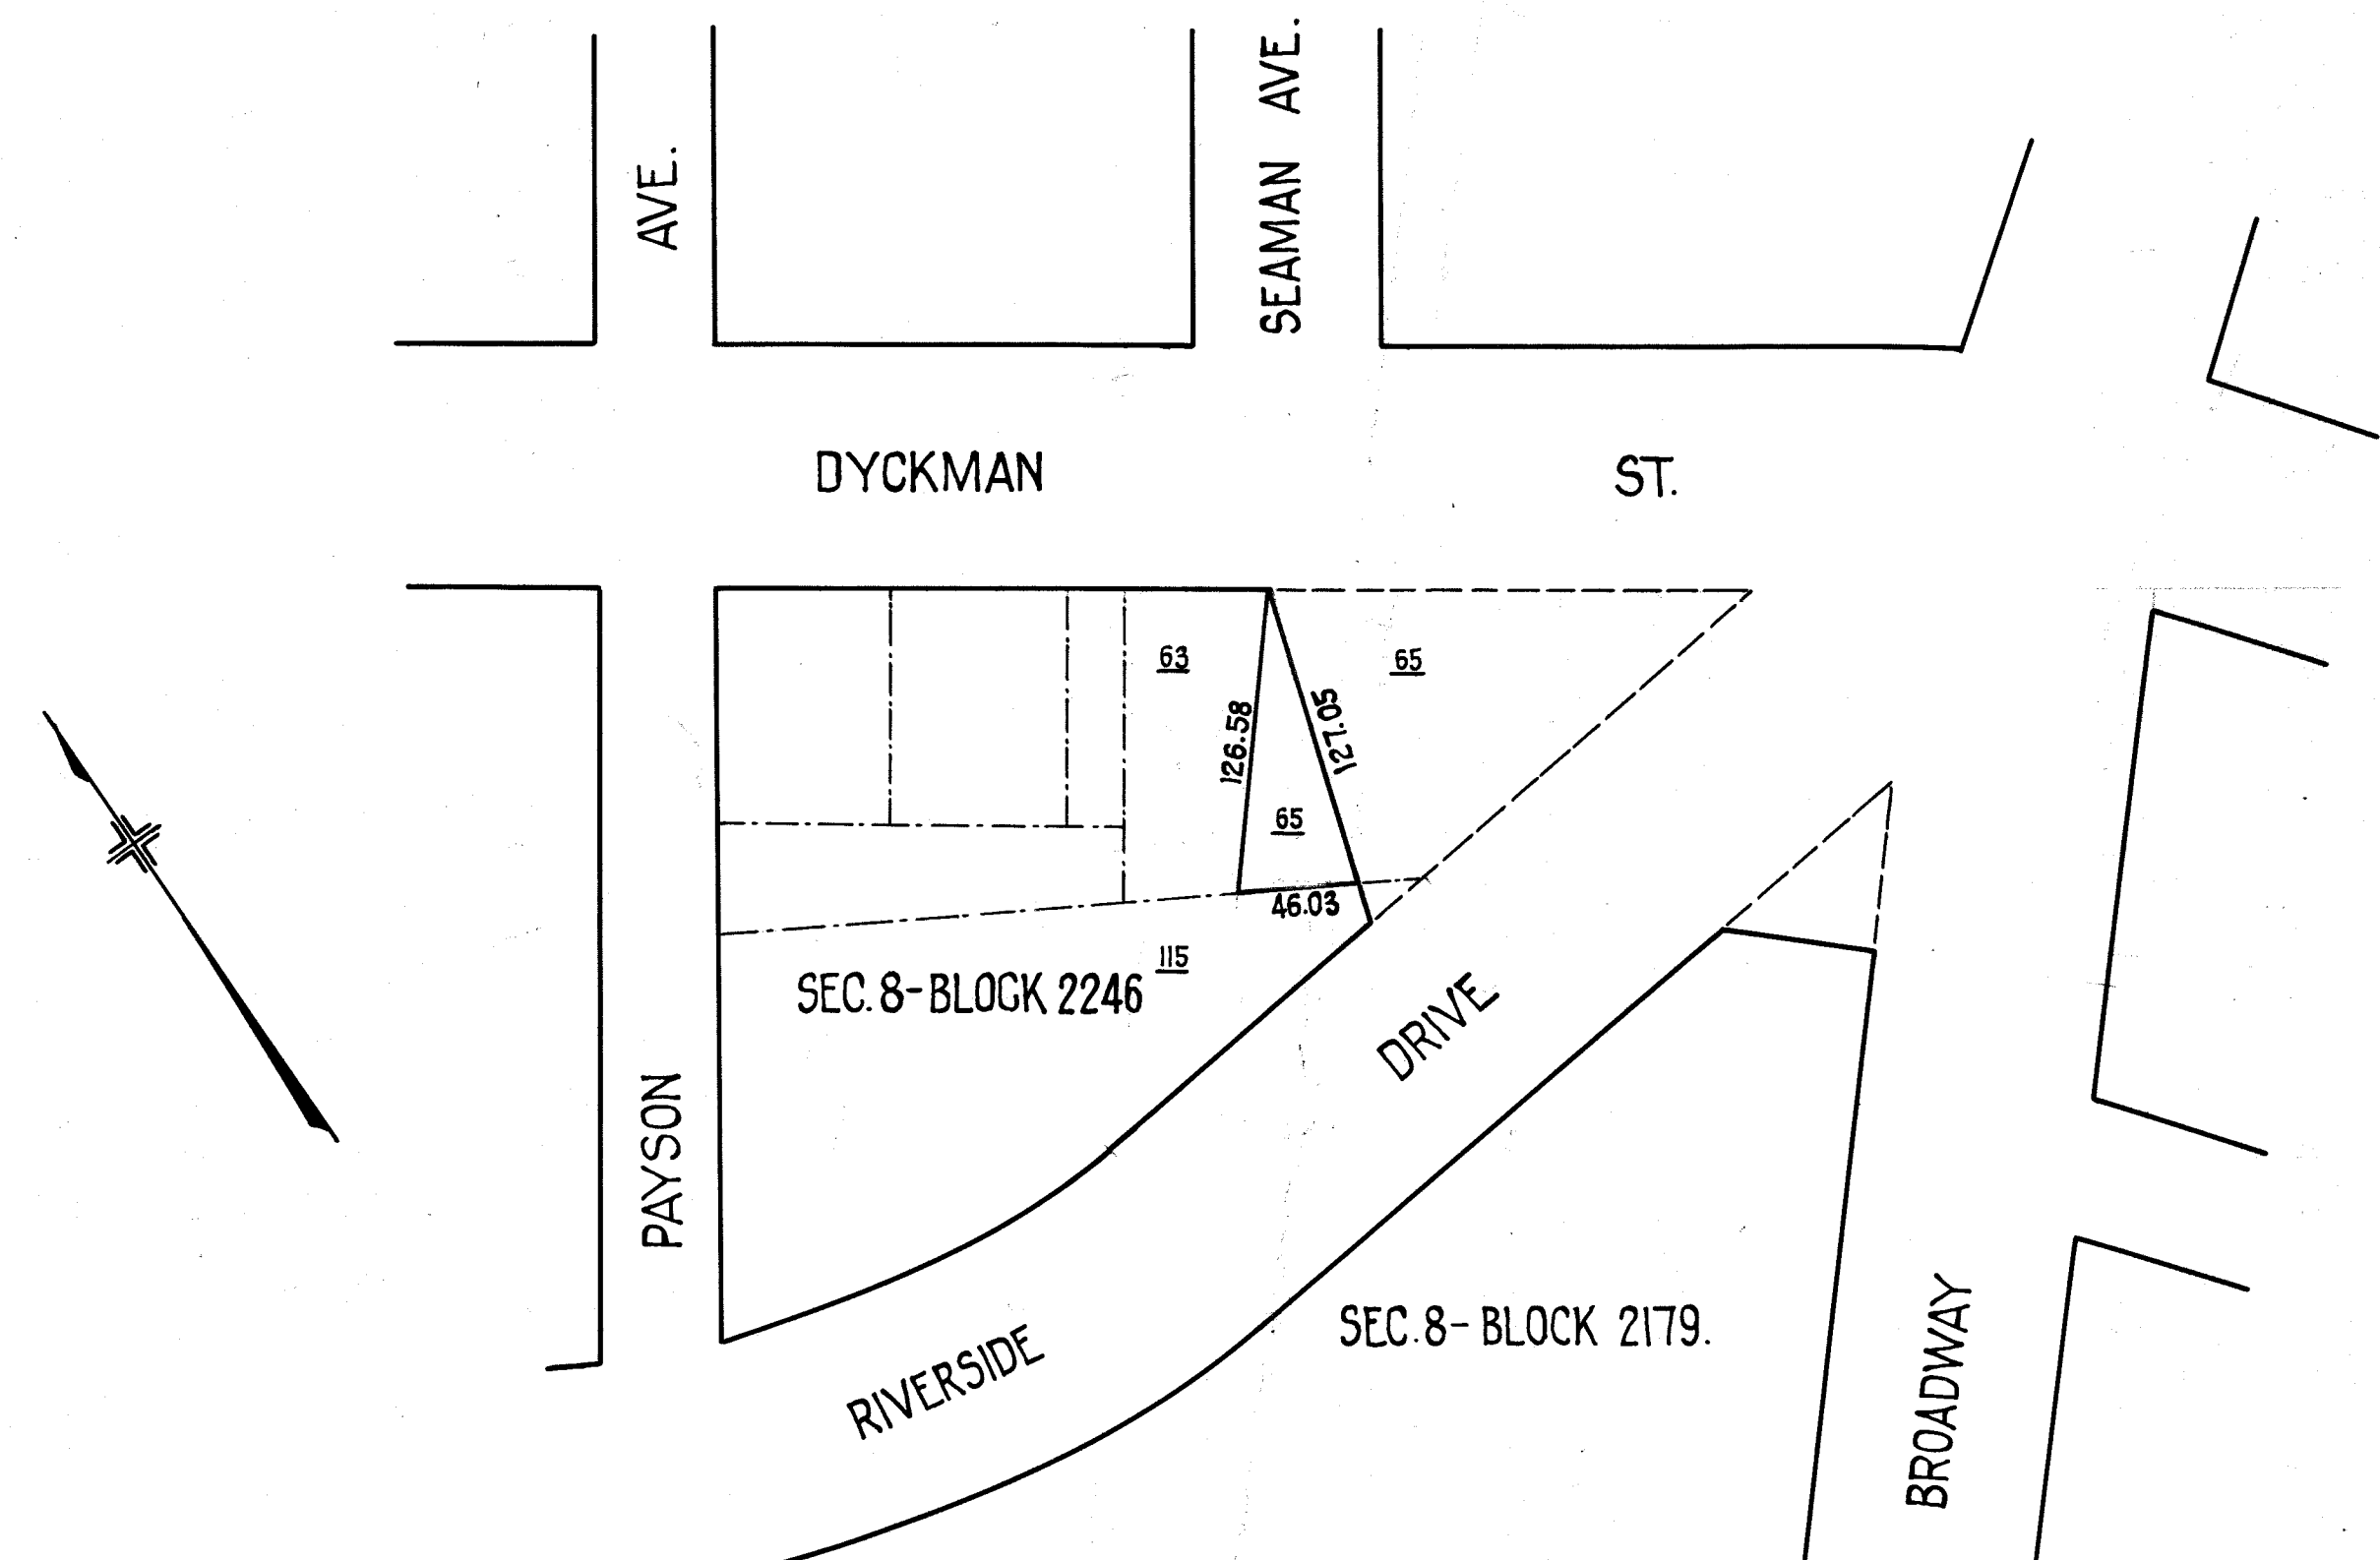 AVE.
SEAMAN AVE.
DYCKMAN ST.
63
65
126.58
127.05
65
46.03
115
SEC. 8-BLOCK 2246
DRIVE
PAYSON
RIVERSIDE
SEC. 8-BLOCK 2179.
BROADWAY